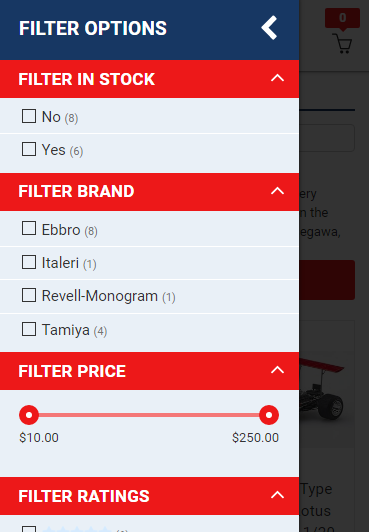 FILTER OPTIONS
0
FILTER IN STOCK
No (8)
Yes (6)
FILTER BRAND
ery
Ebbro (8)
n the
egawa,
Italeri (1)
Revell-Monogram (1)
Tamiya (4)
FILTER PRICE
$10.00 $250.00
FILTER RATINGS
Type
otus
1/20